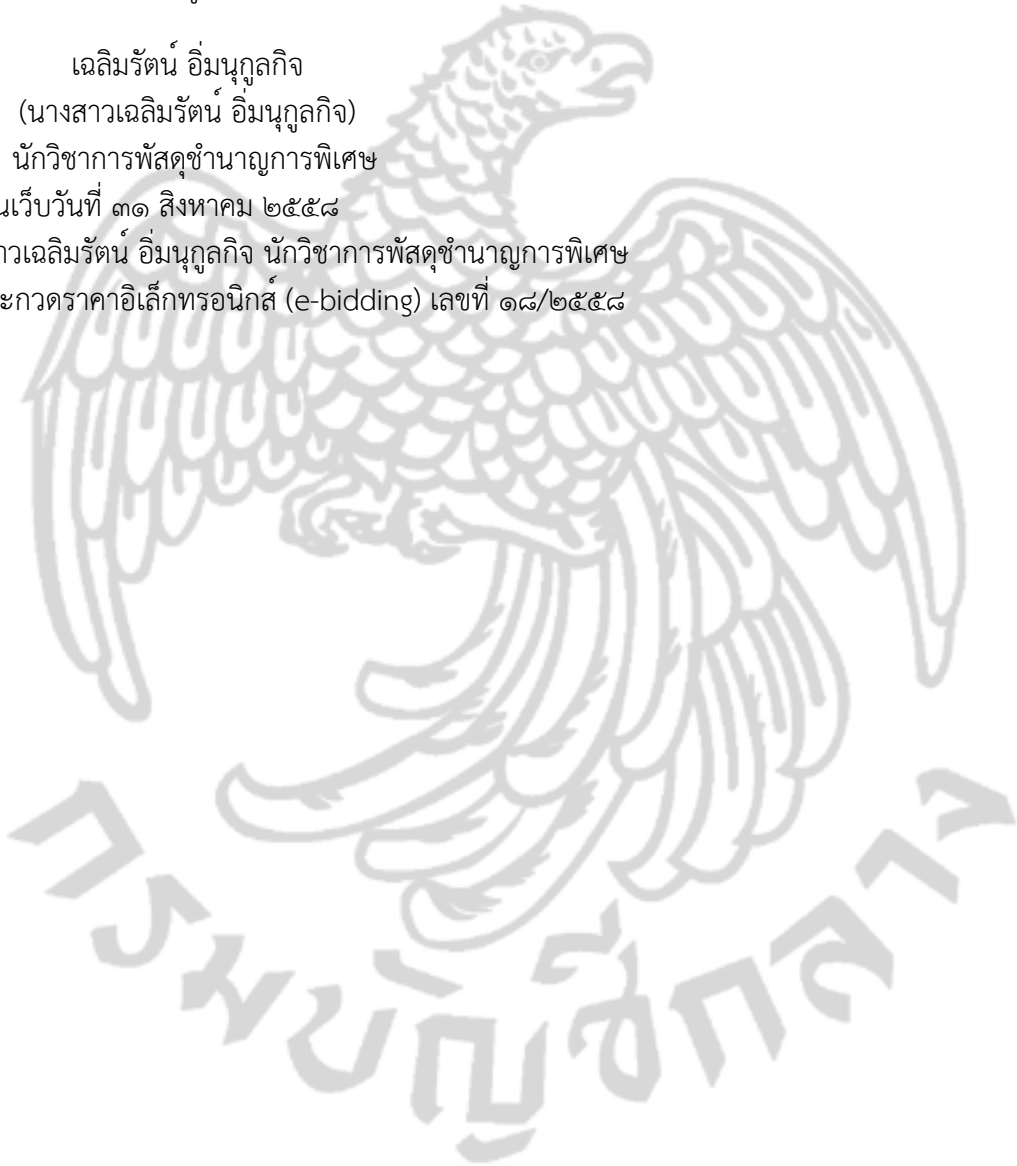 เฉลิมรัตน์ อิ่มนุกูลกิจ
(นางสาวเฉลิมรัตน์ อิ่มนุกูลกิจ)
นักวิชาการพัสดุชำนาญการพิเศษ
นเว็บวันที่ ๓๑ สิงหาคม ๒๕๕๘
าวเฉลิมรัตน์ อิ่มนุกูลกิจ นักวิชาการพัสดุชำนาญการพิเศษ
ะกวดราคาอิเล็กทรอนิกส์ (e-bidding) เลขที่ ๑๘/๒๕๕๘
กรมบัญชีกลาง